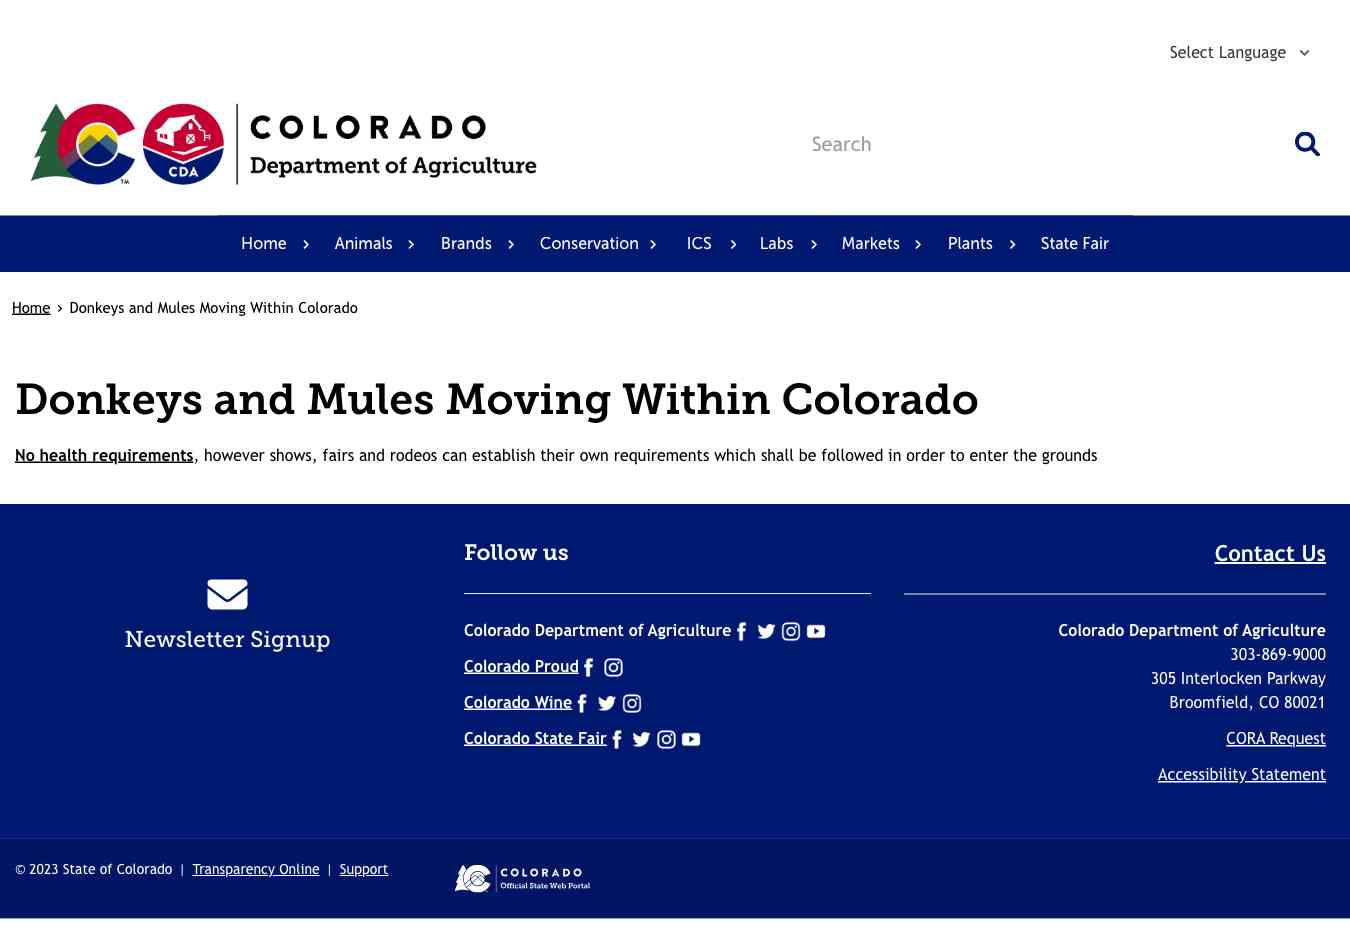 Select Language
CDA
TM
COLORADO
Department of Agriculture
Search
Home Animals Brands Conservation ICS Labs Markets Plants State Fair
Home › Donkeys and Mules Moving Within Colorado
Donkeys and Mules Moving Within Colorado
No health requirements, however shows, fairs and rodeos can establish their own requirements which shall be followed in order to enter the grounds
Newsletter Signup
Follow us
Colorado Department of Agriculture
Colorado Proud
Colorado Wine
Colorado State Fair
Contact Us
Colorado Department of Agriculture
303-869-9000
305 Interlocken Parkway
Broomfield, CO 80021
CORA Request
Accessibility Statement
© 2023 State of Colorado | Transparency Online | Support
COLORADO
Official State Web Portal